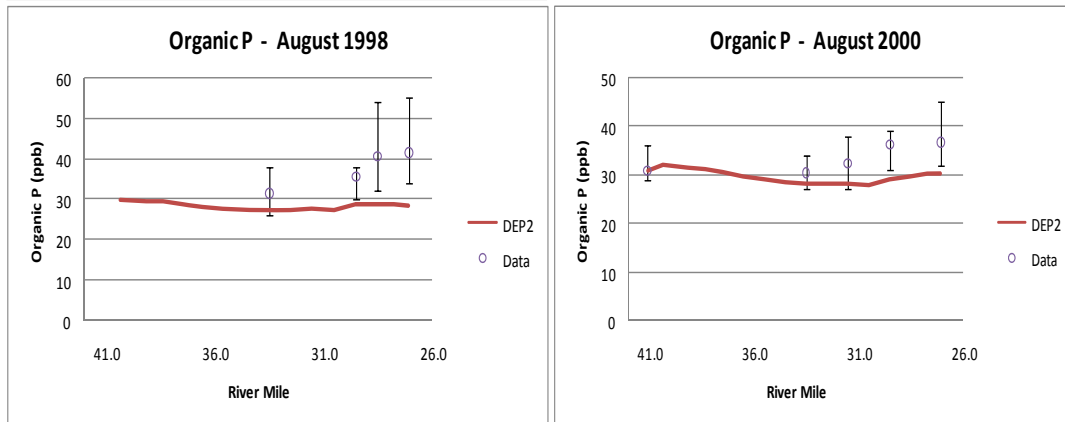 Organic P - August 1998
60
50
40
30
20
10
0
Organic P (ppb)
41.0 36.0 31.0 26.0
River Mile
DEP2
Data
Organic P - August 2000
50
40
30
20
10
0
Organic P (ppb)
41.0 36.0 31.0 26.0
River Mile
DEP2
Data